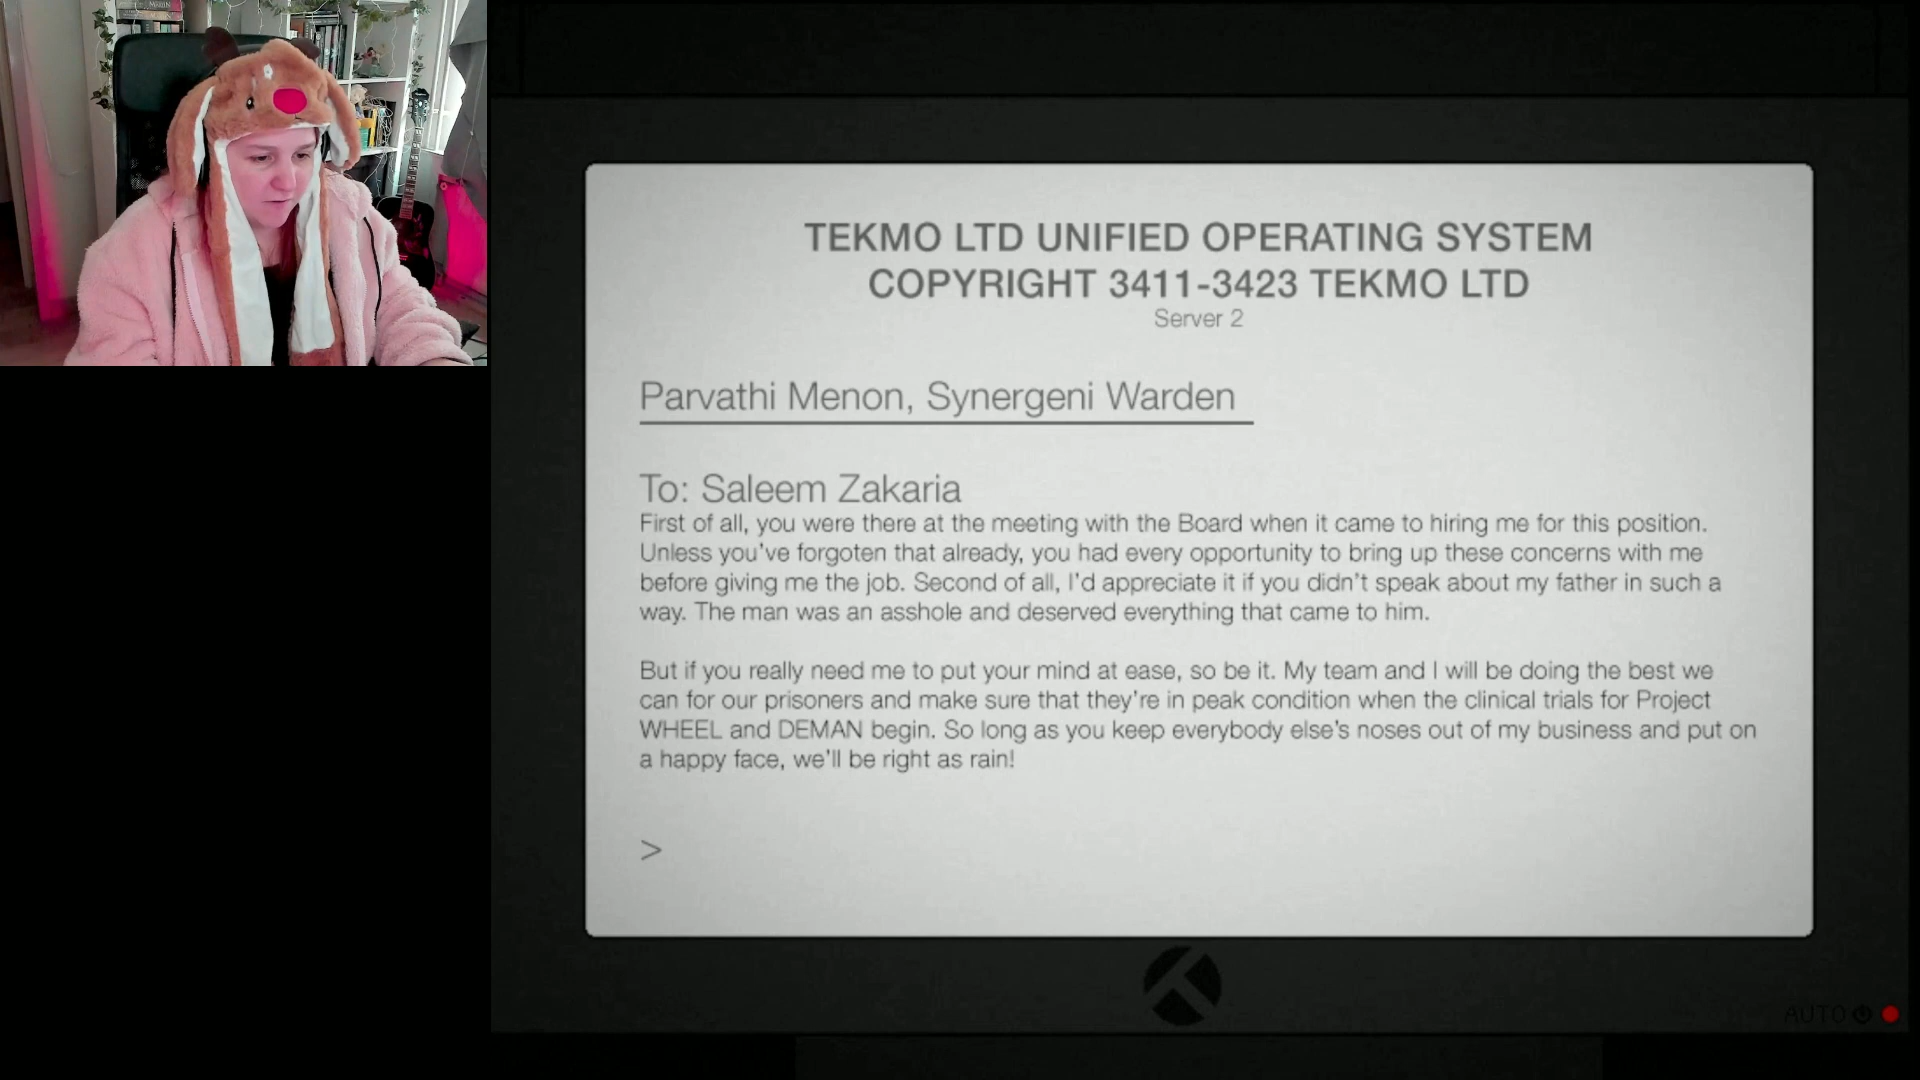 TEKMO LTD UNIFIED OPERATING SYSTEM
COPYRIGHT 3411-3423 TEKMO LTD
Server 2
Parvathi Menon, Synergeni Warden
To: Saleem Zakaria
First of all, you were there at the meeting with the Board when it came to hiring me for this position.
Unless you've forgoten that already, you had every opportunity to bring up these concerns with me
before giving me the job. Second of all, I'd appreciate it if you didn't speak about my father in such a
way. The man was an asshole and deserved everything that came to him.
But if you really need me to put your mind at ease, so be it. My team and I will be doing the best we
can for our prisoners and make sure that they're in peak condition when the clinical trials for Project
WHEEL and DEMAN begin. So long as you keep everybody else's noses out of my business and put on
a happy face, we'll be right as rain!
>
AUTO